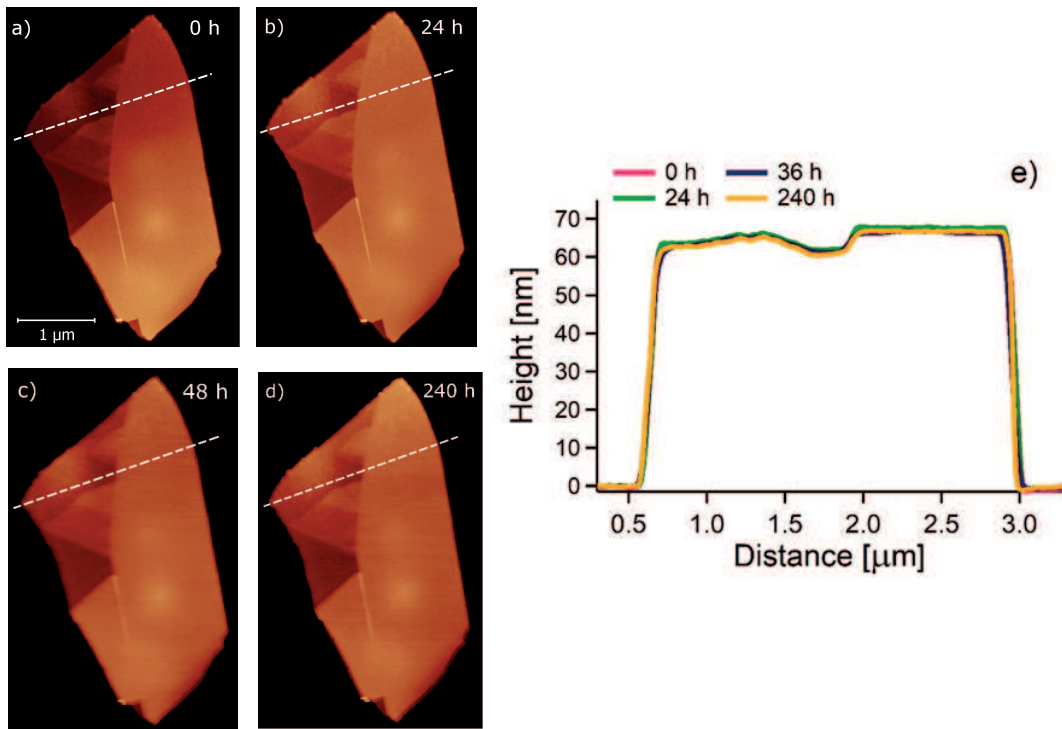 a) 0 h
b) 24 h
1 µm
c) 48 h
d) 240 h
e)
0 h 36 h
24 h 240 h
70
60
50
40
30
20
10
0
Height [nm]
0.5 1.0 1.5 2.0 2.5 3.0
Distance [µm]